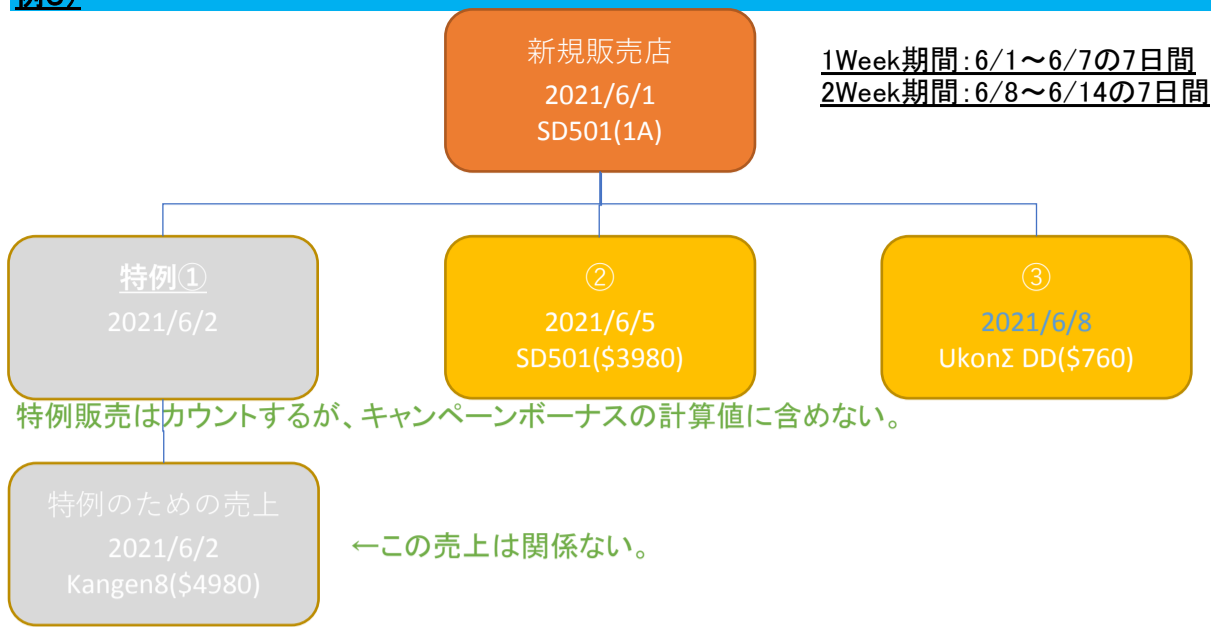 新規販売店
2021/6/1
SD501(1A)
1Week期間：6/1～6/7の7日間
2Week期間：6/8～6/14の7日間
特例①
2021/6/2
②
2021/6/5
SD501($3980)
③
2021/6/8
UkonΣ DD($760)
特例販売はカウントするが、キャンペーンボーナスの計算値に含めない。
特例のための売上
2021/6/2
Kangen8($4980)
←この売上は関係ない。